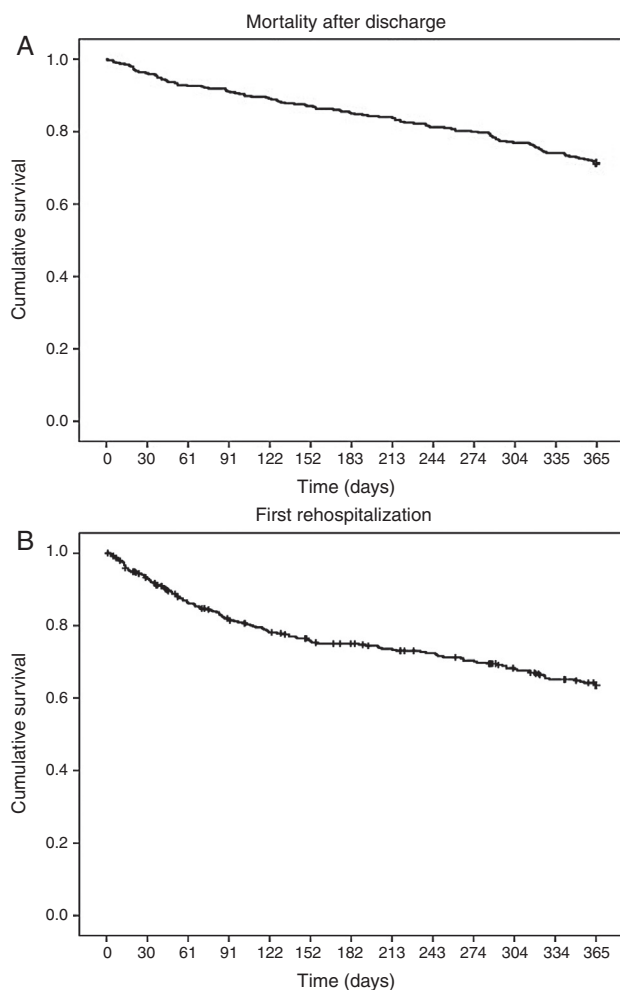 Mortality after discharge
A
1.0
0.8
0.6
0.4
0.2
0.0
Cumulative survival
0 30 61 91 122 152 183 213 244 274 304 335 365
Time (days)
First rehospitalization
B
1.0
0.8
0.6
0.4
0.2
0.0
Cumulative survival
0 30 61 91 122 152 182 213 243 274 304 335 365
Time (days)